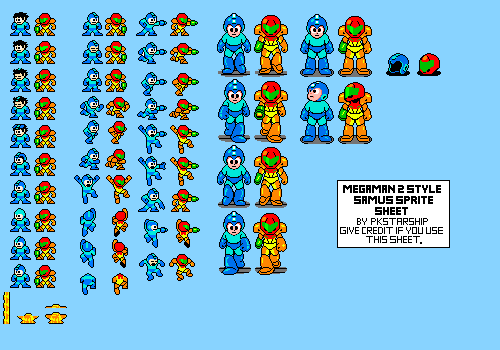 MEGAMAN 2 STYLE
SAMUS SPRITE
SHEET
BY PKSTARSHIP
GIVE CREDIT IF YOU USE
THIS SHEET.